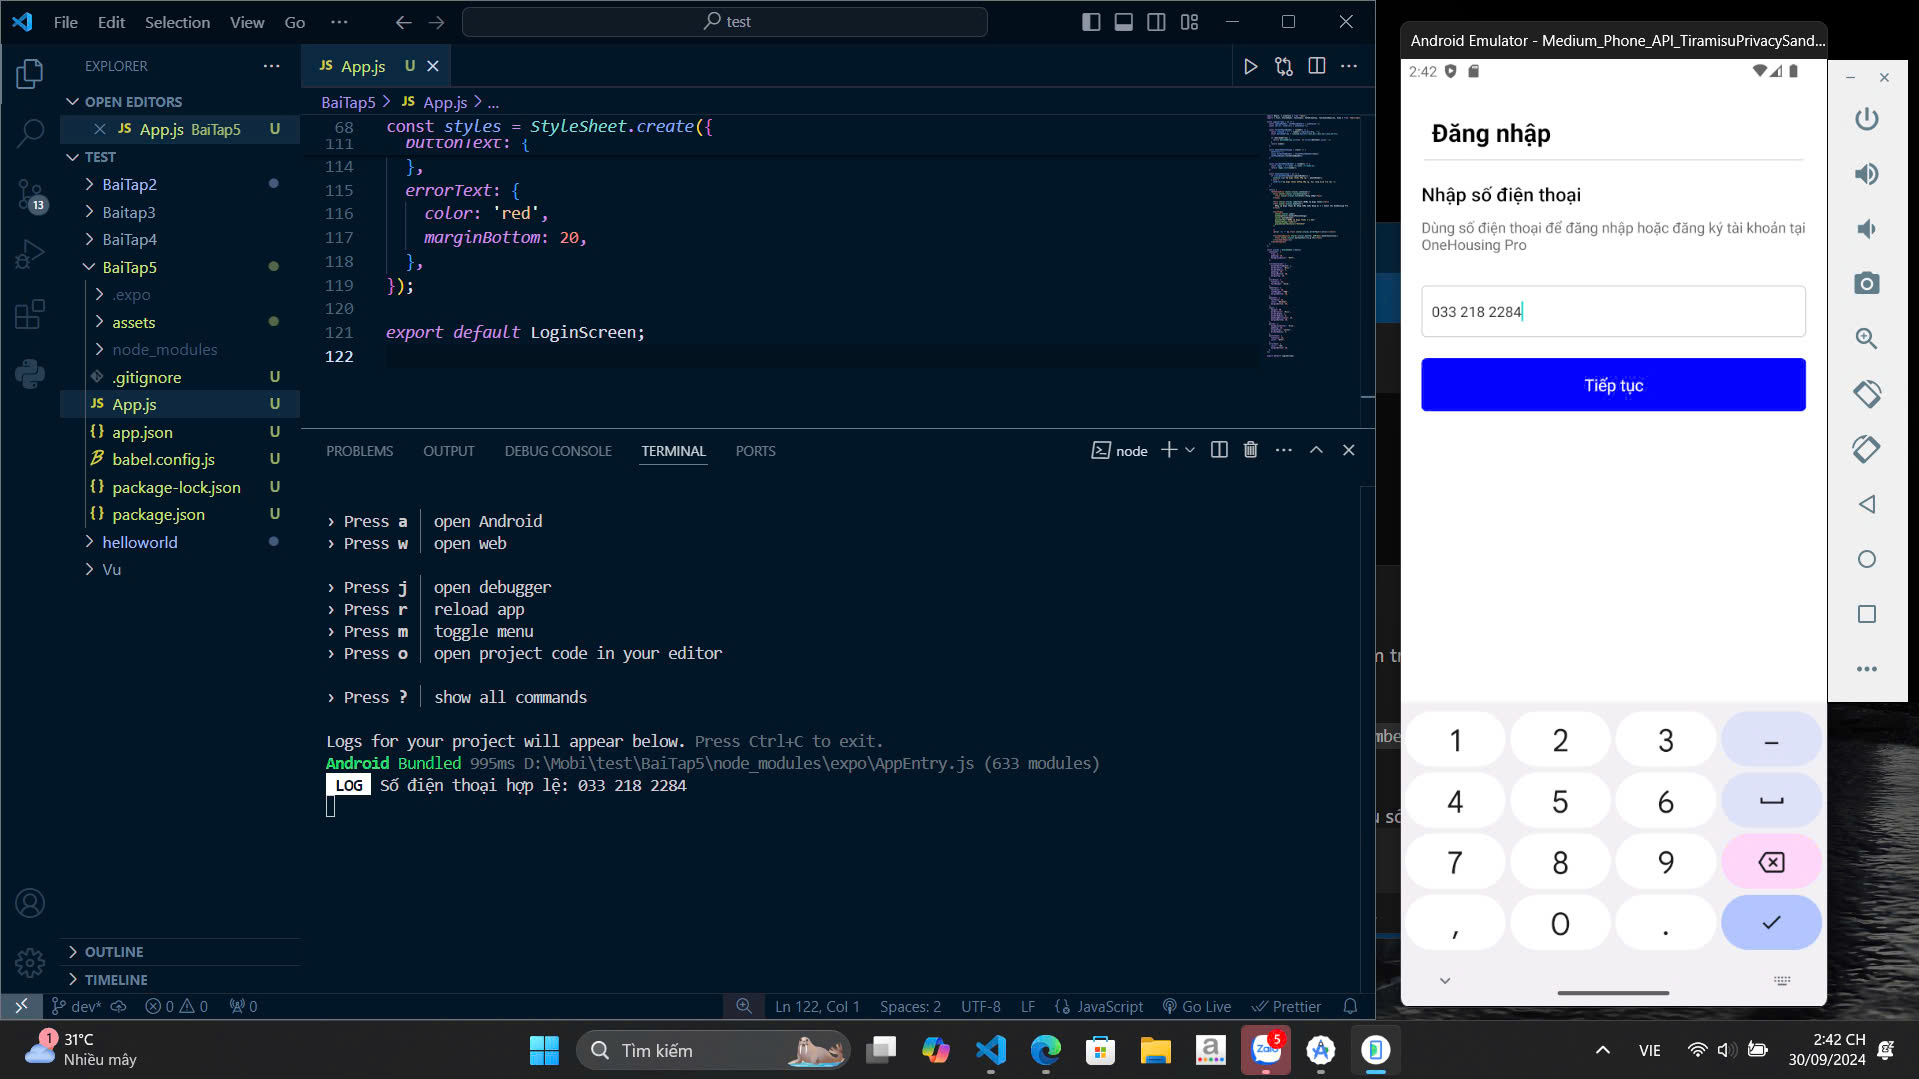 File Edit Selection View Go ···
test
EXPLORER
OPEN EDITORS
JS App.js BaiTap5 U
TEST
BaiTap2
Baitap3
BaiTap4
BaiTap5
.expo
assets
node_modules
.gitignore U
JS App.js U
{} app.json U
babel.config.js U
{} package-lock.json U
{} package.json U
helloworld
Vu
OUTLINE
TIMELINE
13
JS App.js U
BaiTap5 > JS App.js > ...
68 const styles = StyleSheet.create({
111 buttonText: {
114 },
115 errorText: {
116 color: 'red',
117 marginBottom: 20,
118 },
119 });
120
121 export default LoginScreen;
122
PROBLEMS OUTPUT DEBUG CONSOLE TERMINAL PORTS
node
› Press a │ open Android
› Press w │ open web
› Press j │ open debugger
› Press r │ reload app
› Press m │ toggle menu
› Press o │ open project code in your editor
› Press ? │ show all commands
Logs for your project will appear below. Press Ctrl+C to exit.
Android Bundled 995ms D:\Mobi\test\BaiTap5\node_modules\expo\AppEntry.js (633 modules)
LOG Số điện thoại hợp lệ: 033 218 2284
dev* 0 0 0
Ln 122, Col 1 Spaces: 2 UTF-8 LF {} JavaScript Go Live Prettier
Android Emulator - Medium_Phone_API_TiramisuPrivacySand...
2:42
Đăng nhập
Nhập số điện thoại
Dùng số điện thoại để đăng nhập hoặc đăng ký tài khoản tại
OneHousing Pro
033 218 2284
Tiếp tục
1 2 3 –
4 5 6
7 8 9
, 0 .
1
31°C
Nhiều mây
Tìm kiếm
a
Zalo
5
VIE
2:42 CH
30/09/2024